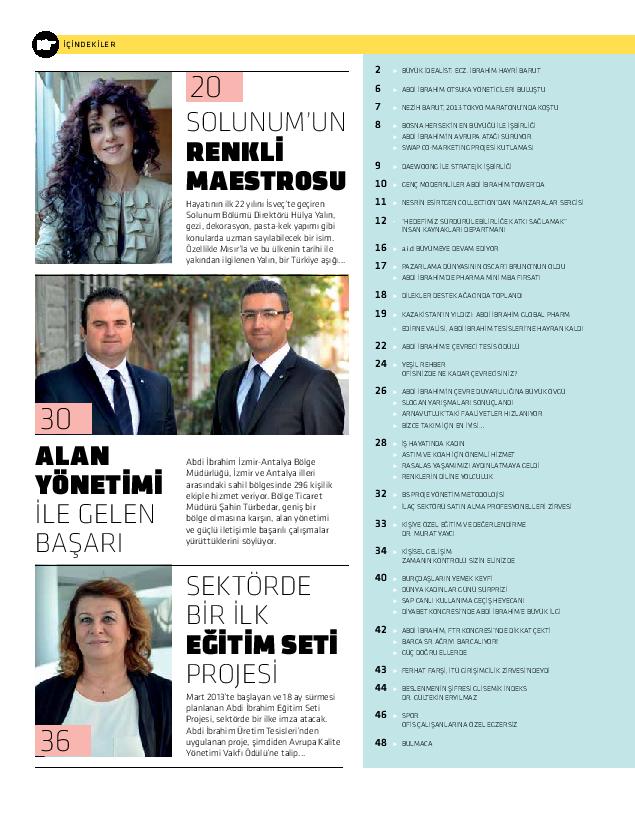 İÇİNDEKİLER
20
SOLUNUM'UN
RENKLİ
MAESTROSU
Hayatının ilk 22 yılını İsveç'te geçiren
Solunum Bölümü Direktörü Hülya Yalın,
gezi, dekorasyon, pasta-kek yapımı gibi
konularda uzman sayılabilecek bir isim.
Özellikle Mısır'la ve bu ülkenin tarihi ile
yakından ilgilenen Yalın, bir Türkiye aşığı...
30
ALAN
YÖNETİMİ
İLE GELEN
BAŞARI
Abdi İbrahim İzmir-Antalya Bölge
Müdürlüğü, İzmir ve Antalya illeri
arasındaki sahil bölgesinde 296 kişilik
ekiple hizmet veriyor. Bölge Ticaret
Müdürü Şahin Türbedar, geniş bir
bölge olmasına karşın, alan yönetimi
ve güçlü iletişimle başarılı çalışmalar
yürüttüklerini söylüyor.
36
SEKTÖRDE
BİR İLK
EĞİTİM SETİ
PROJESİ
Mart 2013'te başlayan ve 18 ay sürmesi
planlanan Abdi İbrahim Eğitim Seti
Projesi, sektörde bir ilke imza atacak.
Abdi İbrahim Üretim Tesisleri'nden
uygulanan proje, şimdiden Avrupa Kalite
Yönetimi Vakfı Ödülü'ne talip...
2 BÜYÜK İDEALİST: ECZ. İBRAHİM HAYRİ BARUT
6 ABDİ İBRAHİM OTSUKA YÖNETİCİLERİ BULUŞTU
7 NEZİH BARUT, 2013 TOKYO MARATONU'NDA KOŞTU
8 BOSNA HERSEK'İN EN BÜYÜĞÜ İLE İŞBİRLİĞİ
ABDİ İBRAHİM'İN AVRUPA ATAĞI SÜRÜYOR
SWAP CO-MARKETING PROJESİ KUTLAMASI
9 DAEWOONG İLE STRATEJİK İŞBİRLİĞİ
10 GENÇ MODERNLİLER ABDİ İBRAHİM TOWER'DA
11 NESRİN ESİRTGEN COLLECTION'DAN MANZARALAR SERGİSİ
12 "HEDEFİMİZ SÜRDÜRÜLEBİLİRLİĞE KATKI SAĞLAMAK"
İNSAN KAYNAKLARI DEPARTMANI
16 aid BÜYÜMEYE DEVAM EDİYOR
17 PAZARLAMA DÜNYASININ OSCAR'I BRUNO'NUN OLDU
ABDİ İBRAHİM'DE PHARMA MINI MBA FIRSATI
18 DİLEKLER DESTEK AĞACINDA TOPLANDI
19 KAZAKİSTAN'IN YILDIZI: ABDİ İBRAHİM GLOBAL PHARM
EDİRNE VALİSİ, ABDİ İBRAHİM TESİSLERİ'NE HAYRAN KALDI
22 ABDİ İBRAHİM'E ÇEVRECİ TESİS ÖDÜLÜ
24 YEŞİL REHBER
OFİSİNİZDE NE KADAR ÇEVRECİSİNİZ?
26 ABDİ İBRAHİM'İN ÇEVRE DUYARLILIĞINA BÜYÜK ÖVGÜ
SLOGAN YARIŞMALARI SONUÇLANDI
ARNAVUTLUK'TAKİ FAALİYETLER HIZLANIYOR
BİZCE TAKIM İÇİN EN İYİSİ...
28 İŞ HAYATINDA KADIN
ASTIM VE KOAH İÇİN ÖNEMLİ HİZMET
RASALAS YAŞAMIMIZI AYDINLATMAYA GELDİ
RENKLERİN DİLİNE YOLCULUK
32 BS PROJE YÖNETİM METODOLOJİSİ
İLAÇ SEKTÖRÜ SATIN ALMA PROFESYONELLERİ ZİRVESİ
33 KİŞİYE ÖZEL EĞİTİM VE DEĞERLENDİRME
DR. MURAT YAYCI
34 KİŞİSEL GELİŞİM
ZAMANIN KONTROLÜ SİZİN ELİNİZDE
40 BURÇDAŞLARIN YEMEK KEYFİ
DÜNYA KADINLAR GÜNÜ SÜRPRİZİ
SAP CANLI KULLANIMA GEÇİŞ HEYECANI
DİYABET KONGRESİ'NDE ABDİ İBRAHİM'E BÜYÜK İLGİ
42 ABDİ İBRAHİM, FTR KONGRESİ'NDE DİKKAT ÇEKTİ
BARCA SR. AĞRIYI BARCALIYOR!
GÜÇ DOĞRU ELLERDE
43 FERHAT FARŞİ, İTÜ GİRİŞİMCİLİK ZİRVESİ'NDEYDİ
44 BESLENMENİN ŞİFRESİ GLİSEMİK İNDEKS
DR. GÜLTEKİN ERYILMAZ
46 SPOR
OFİS ÇALIŞANLARINA ÖZEL EGZERSİZ
48 BULMACA